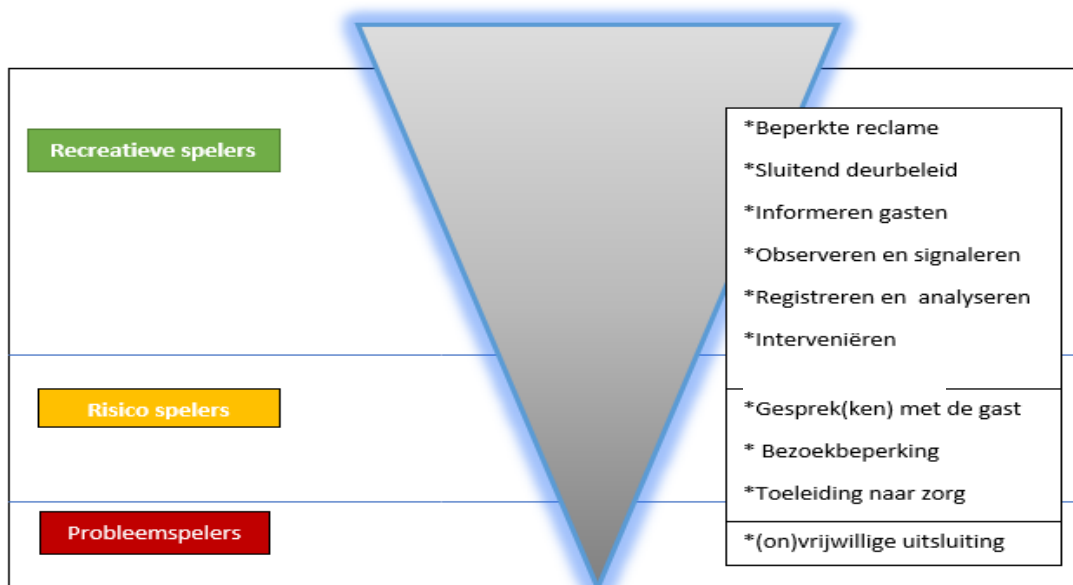 Recreatieve spelers
*Beperkte reclame
*Sluitend deurbeleid
*Informeren gasten
*Observeren en signaleren
*Registreren en analyseren
*Interveniëren
Risico spelers
*Gesprek(ken) met de gast
* Bezoekbeperking
*Toeleiding naar zorg
Probleemspelers
*(on)vrijwillige uitsluiting